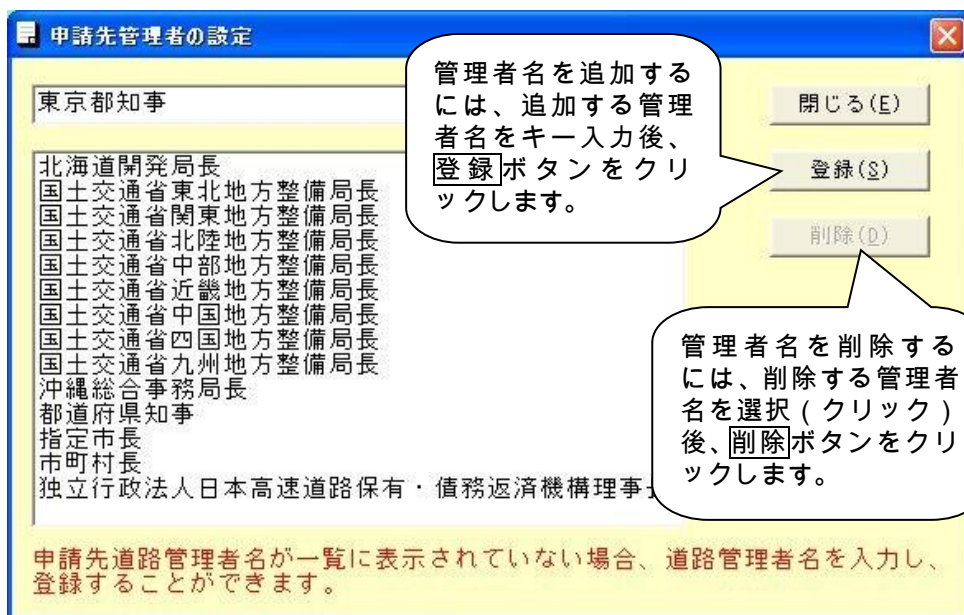 申請先管理者の設定
東京都知事
閉じる(E)
登録(S)
削除(D)
管理者名を追加する
には、追加する管理
者名をキー入力後、
登録ボタンをクリ
ックします。
北海道開発局長
国土交通省東北地方整備局長
国土交通省関東地方整備局長
国土交通省北陸地方整備局長
国土交通省中部地方整備局長
国土交通省近畿地方整備局長
国土交通省中国地方整備局長
国土交通省四国地方整備局長
国土交通省九州地方整備局長
沖縄総合事務局長
都道府県知事
指定市長
市町村長
独立行政法人日本高速道路保有・債務返済機構理事
管理者名を削除する
には、削除する管理者
名を選択(クリック)
後、削除ボタンをクリ
ックします。
申請先道路管理者名が一覧に表示されていない場合、道路管理者名を入力し、
登録することができます。